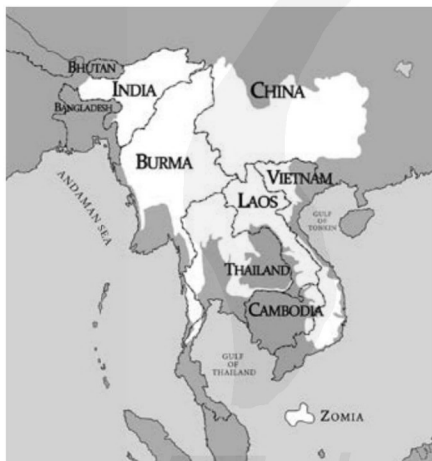 BHUTAN
INDIA
CHINA
BANGLADESH
BURMA
VIETNAM
LAOS
ANDAMAN SEA
GULF
OF
TONKIN
THAILAND
CAMBODIA
GULF OF
THAILAND
ZOMIA